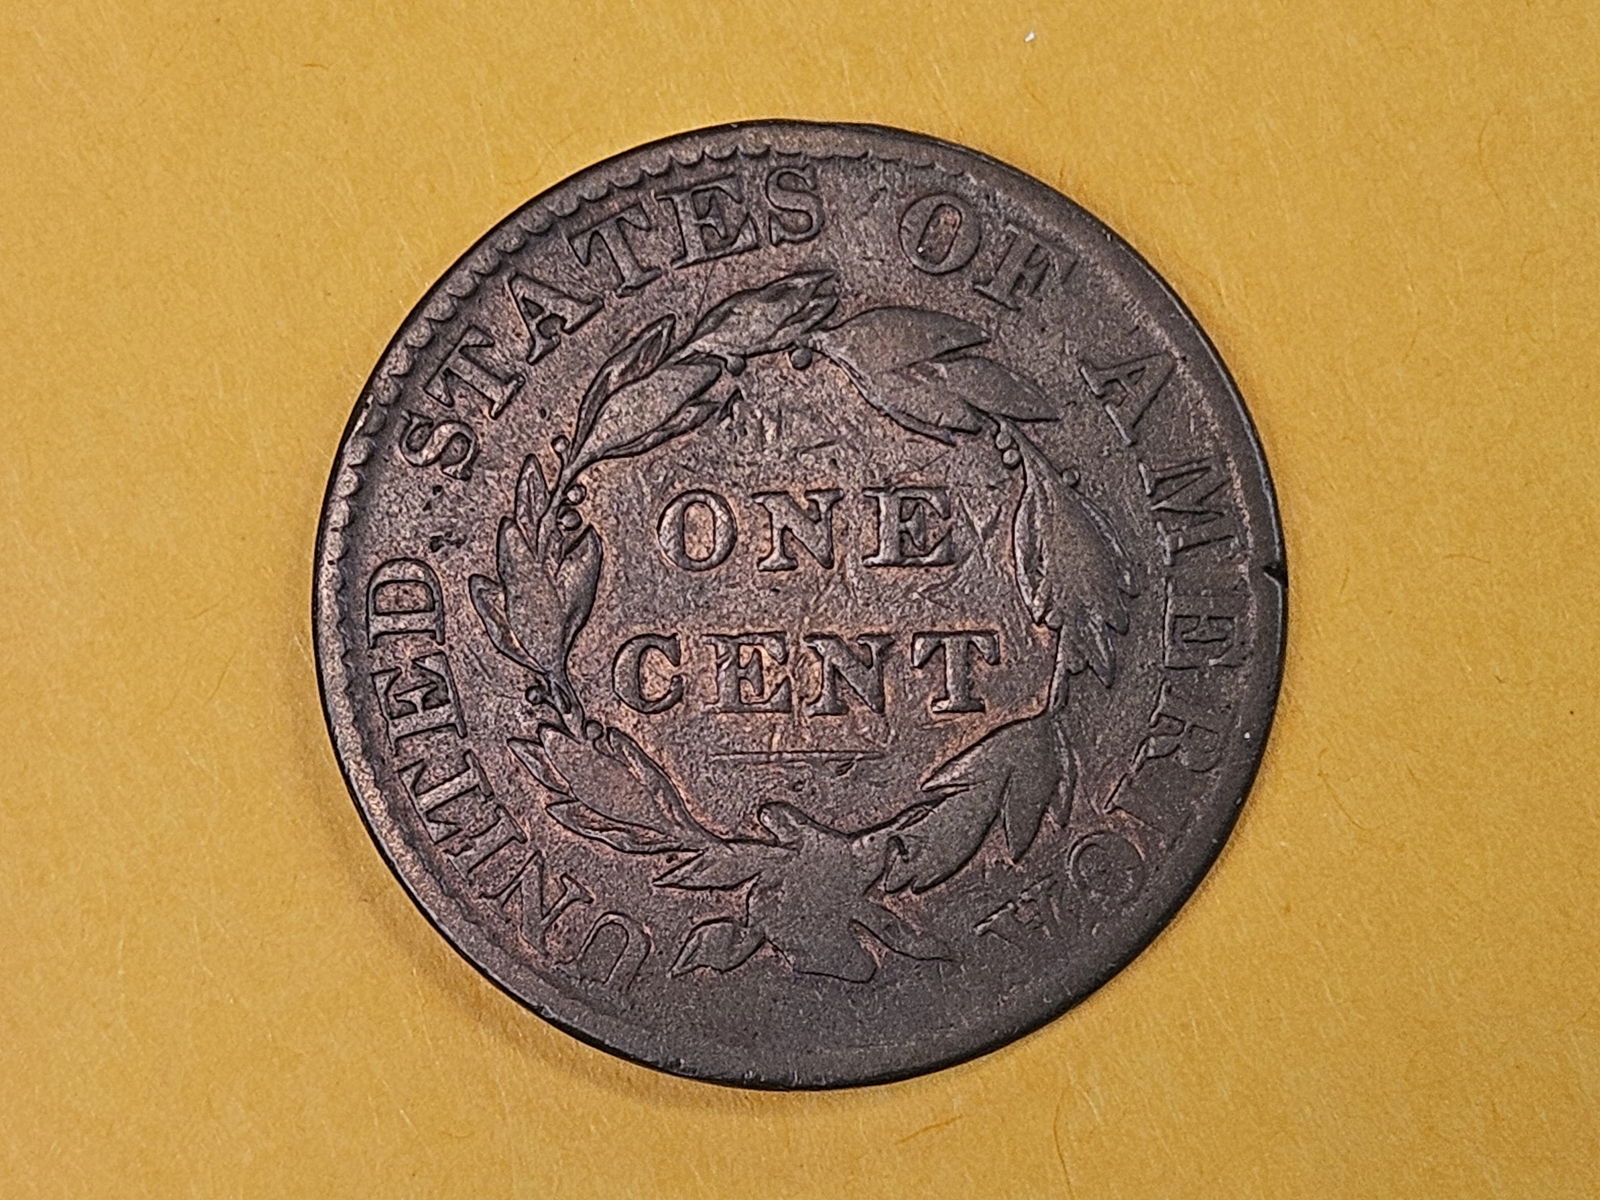 UNITED STATES OF AMERICA
ONE
CENT